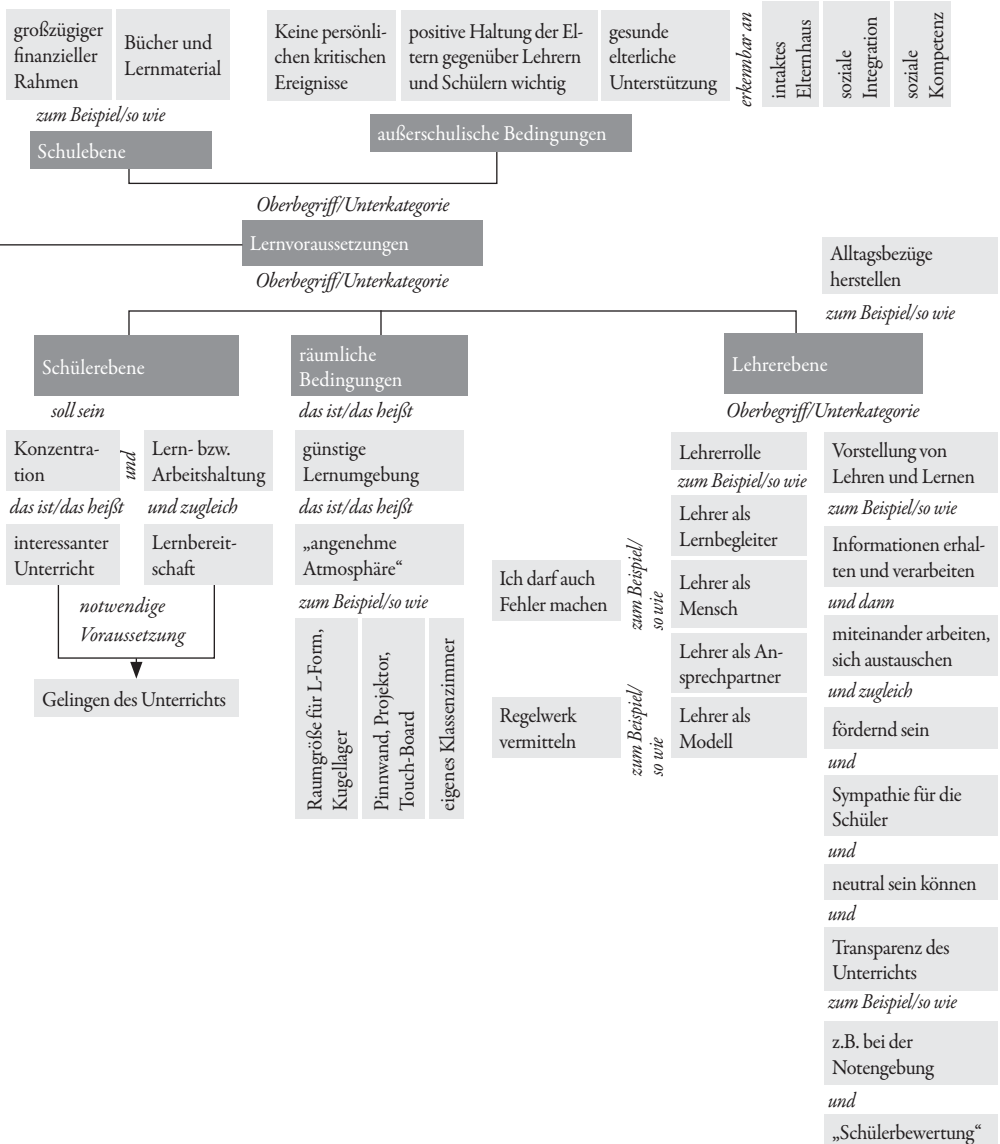 großzügiger
finanzieller
Rahmen
Bücher und
Lernmaterial
Keine persönli-
chen kritischen
Ereignisse
positive Haltung der El-
tern gegenüber Lehrern
und Schülern wichtig
gesunde
elterliche
Unterstützung
erkennbar an
intaktes
Elternhaus
soziale
Integration
soziale
Kompetenz
zum Beispiel/so wie
Schulebene
außerschulische Bedingungen
Oberbegriff/Unterkategorie
Lernvoraussetzungen
Oberbegriff/Unterkategorie
Alltagsbezüge
herstellen
zum Beispiel/so wie
Schülerebene
räumliche
Bedingungen
Lehrerebene
soll sein
das ist/das heißt
Oberbegriff/Unterkategorie
Konzentra-
tion
und
Lern- bzw.
Arbeitshaltung
das ist/das heißt
und zugleich
interessanter
Unterricht
Lernbereit-
schaft
notwendige
Voraussetzung
Gelingen des Unterrichts
günstige
Lernumgebung
das ist/das heißt
„angenehme
Atmosphäre“
zum Beispiel/so wie
Raumgröße für L-Form,
Kugellager
Pinnwand, Projektor,
Touch-Board
eigenes Klassenzimmer
Lehrerrolle
zum Beispiel/so wie
Lehrer als
Lernbegleiter
Ich darf auch
Fehler machen
zum Beispiel/
so wie
Lehrer als
Mensch
Lehrer als An-
sprechpartner
Regelwerk
vermitteln
zum Beispiel/
so wie
Lehrer als
Modell
Vorstellung von
Lehren und Lernen
zum Beispiel/so wie
Informationen erhal-
ten und verarbeiten
und dann
miteinander arbeiten,
sich austauschen
und zugleich
fördernd sein
und
Sympathie für die
Schüler
und
neutral sein können
und
Transparenz des
Unterrichts
zum Beispiel/so wie
z.B. bei der
Notengebung
und
„Schülerbewertung“